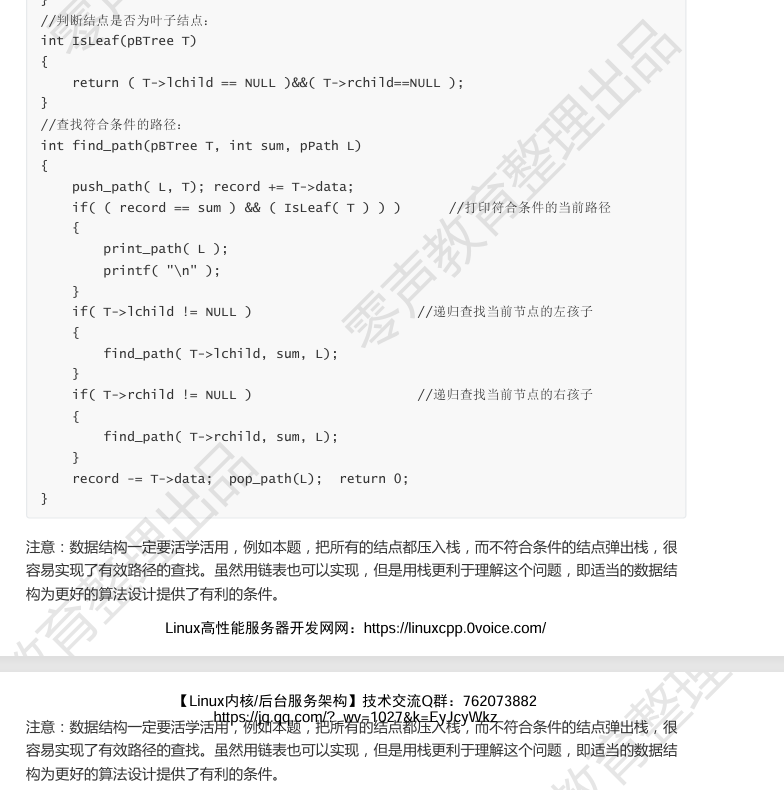 }
//判断结点是否为叶子结点：
int IsLeaf(pBTree T)
{
    return ( T->lchild == NULL )&&( T->rchild==NULL );
}
//查找符合条件的路径：
int find_path(pBTree T, int sum, pPath L)
{
    push_path( L, T); record += T->data;
    if( ( record == sum ) && ( IsLeaf( T ) ) )      //打印符合条件的当前路径
    {
        print_path( L );
        printf( "\n" );
    }
    if( T->lchild != NULL )                     //递归查找当前节点的左孩子
    {
        find_path( T->lchild, sum, L);
    }
    if( T->rchild != NULL )                     //递归查找当前节点的右孩子
    {
        find_path( T->rchild, sum, L);
    }
    record -= T->data;  pop_path(L);  return 0;
}
注意：数据结构一定要活学活用，例如本题，把所有的结点都压入栈，而不符合条件的结点弹出栈，很
容易实现了有效路径的查找。虽然用链表也可以实现，但是用栈更利于理解这个问题，即适当的数据结
构为更好的算法设计提供了有利的条件。
Linux高性能服务器开发网网：https://linuxcpp.0voice.com/
【Linux内核/后台服务架构】技术交流Q群：762073882
https://jq.qq.com/?_wv=1027&k=EyJcyWkz
注意：数据结构一定要活学活用，例如本题，把所有的结点都压入栈，而不符合条件的结点弹出栈，很
容易实现了有效路径的查找。虽然用链表也可以实现，但是用栈更利于理解这个问题，即适当的数据结
构为更好的算法设计提供了有利的条件。
零声教育整理出品
教育整理出品
教育整理
零声